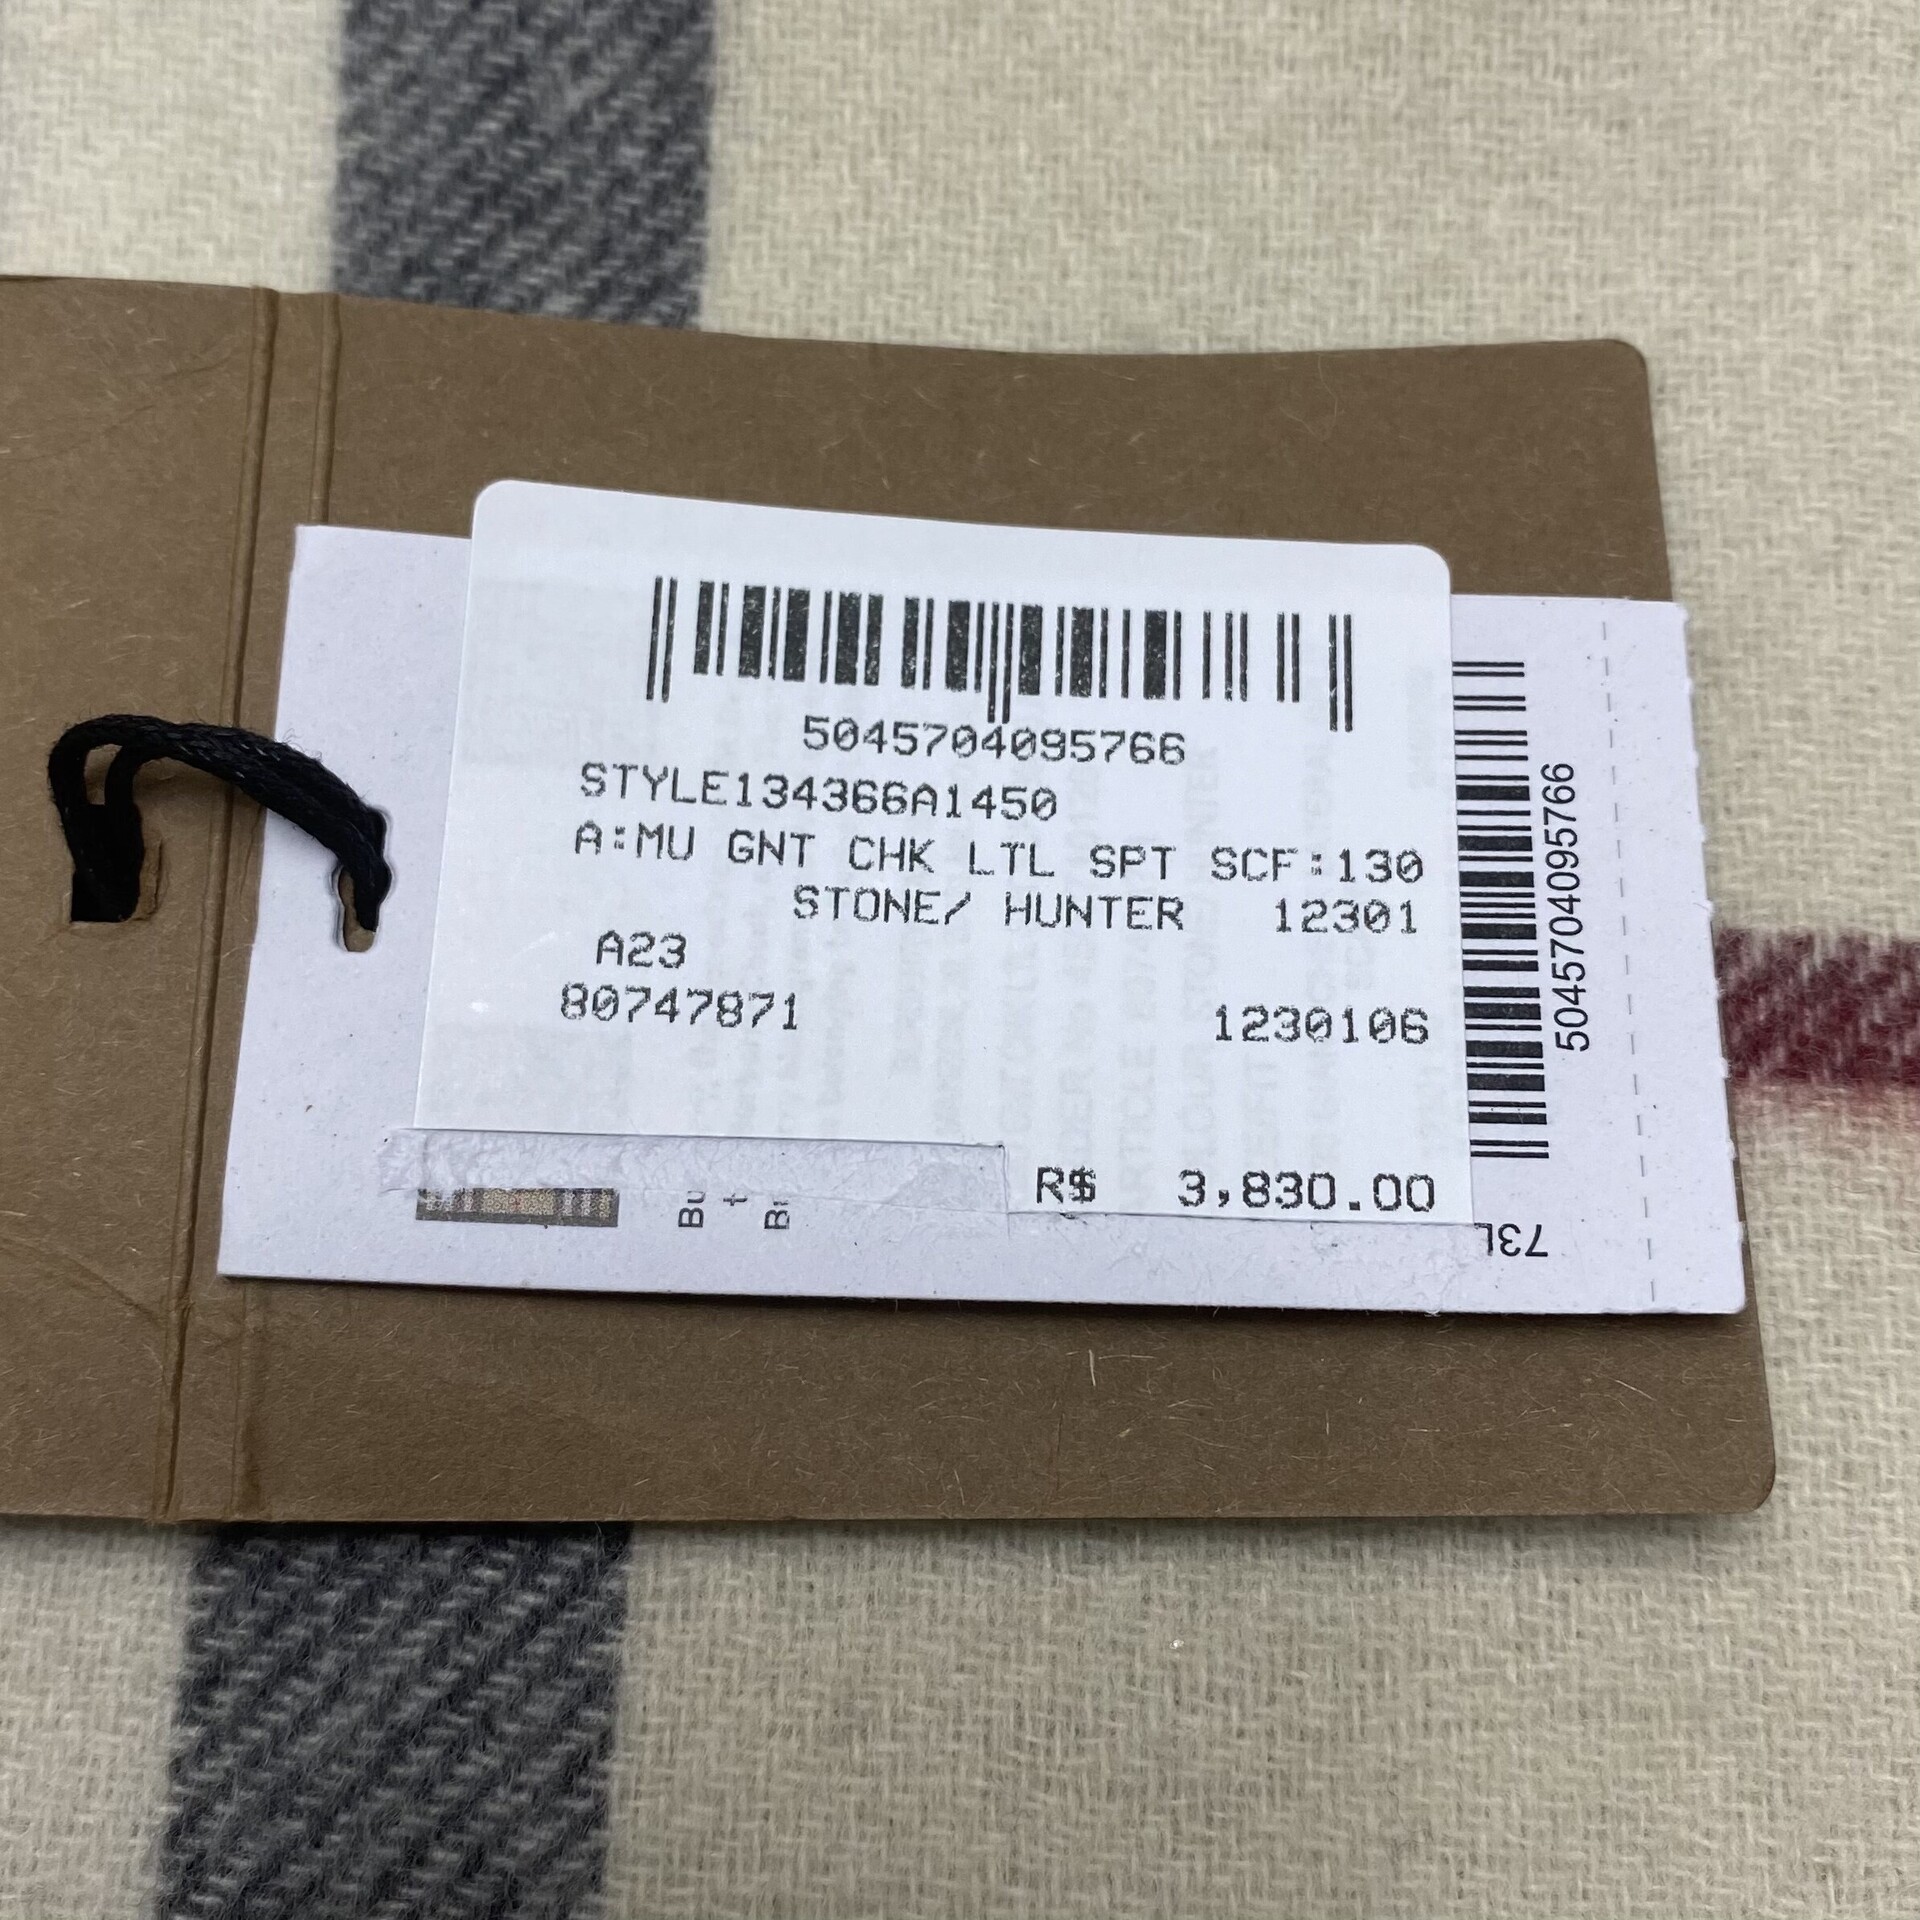 5045704095766
STYLE134366A1450
A:MU GNT CHK LTL SPT SCF:130
STONE/ HUNTER 12301
A23
80747871 1230106
R$ 3,830.00
5045704095766